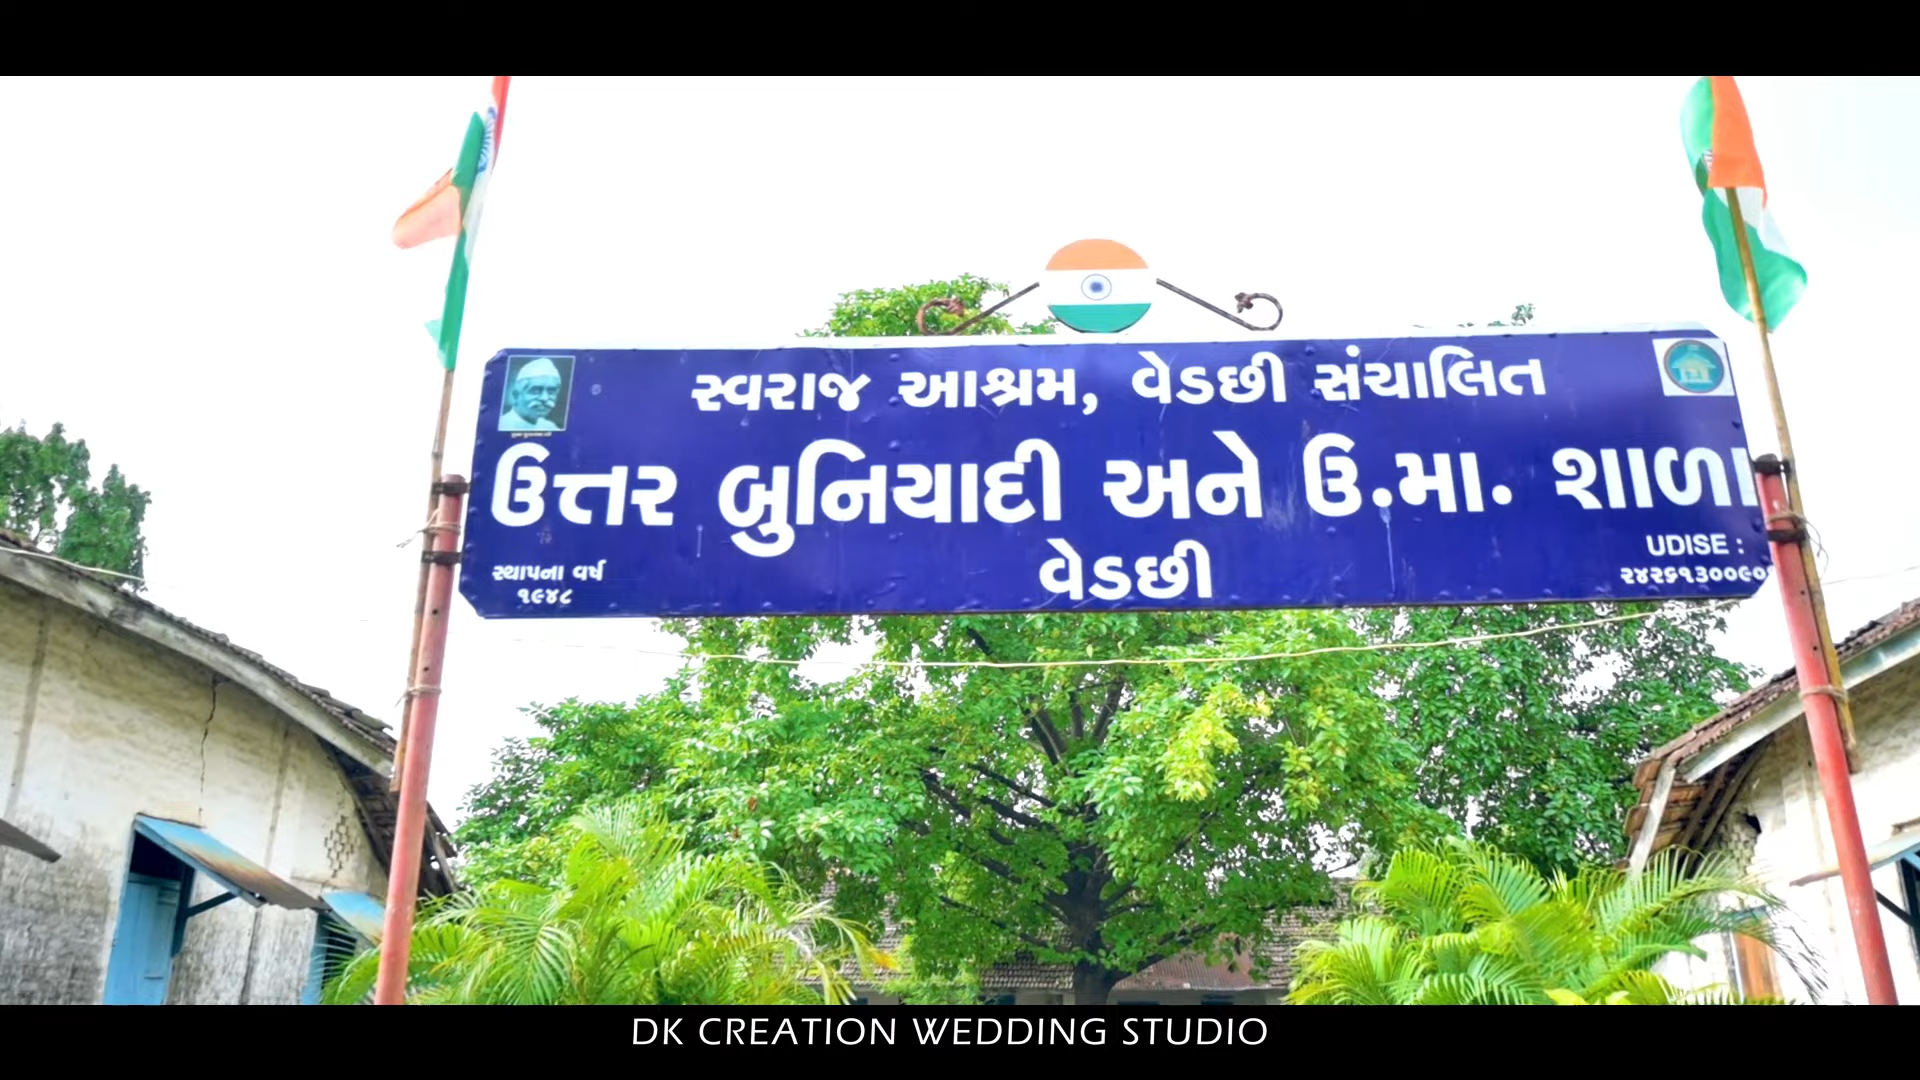 સ્વરાજ આશ્રમ, વેડછી સંચાલિત
ઉત્તર બુનિયાદી અને ઉ.મા. શાળા
વેડછી
સ્થાપના વર્ષ
૧૯૪૮
UDISE :
DK CREATION WEDDING STUDIO